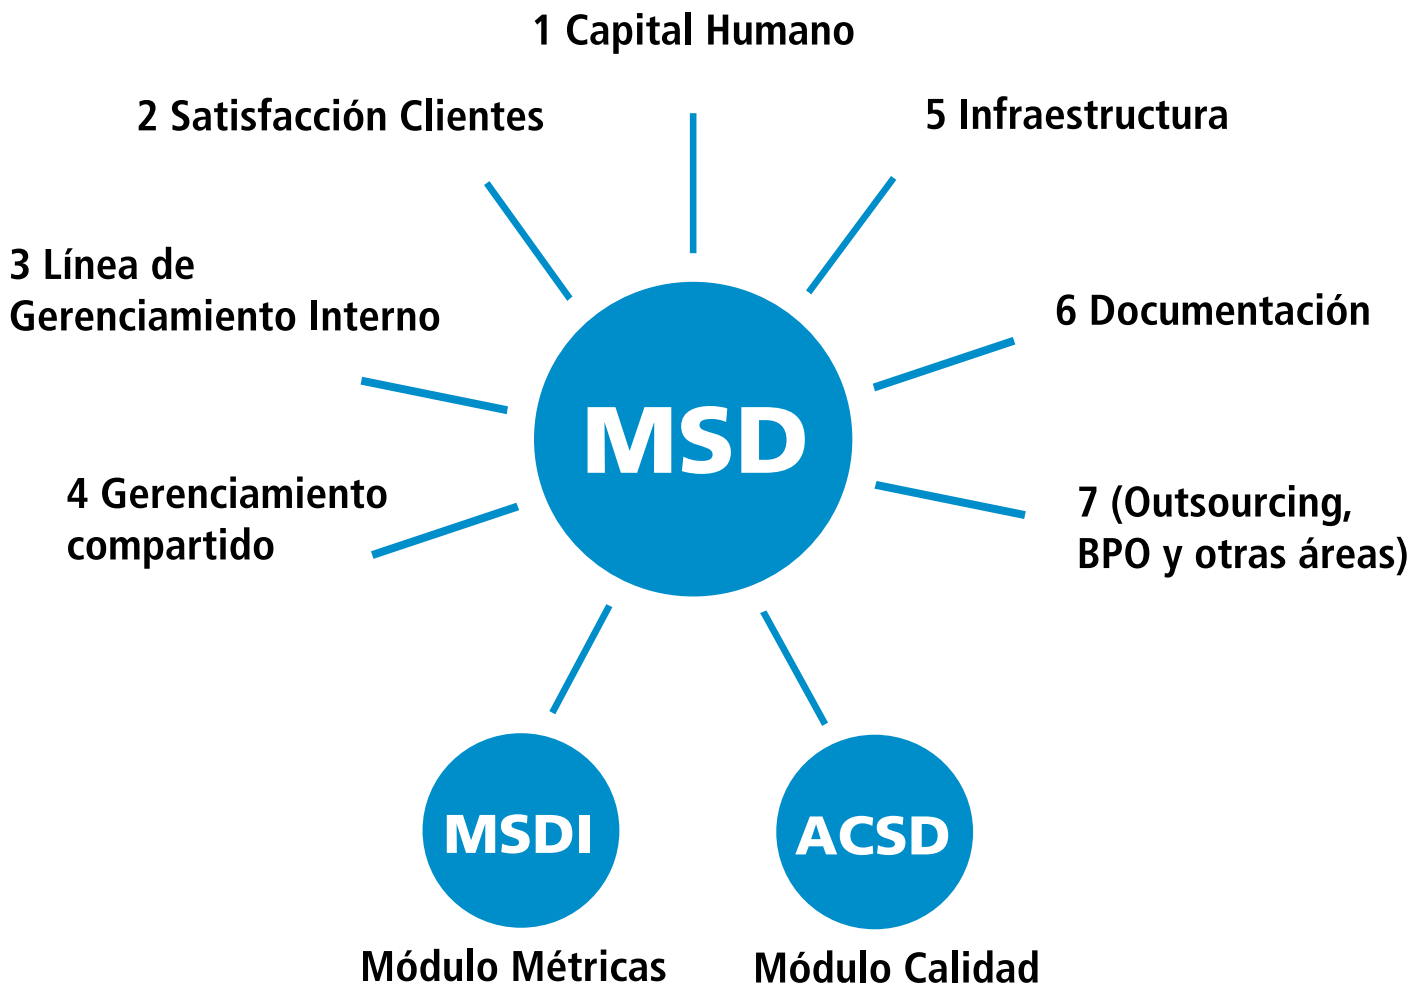 1 Capital Humano
2 Satisfacción Clientes
5 Infraestructura
3 Línea de
Gerenciamiento Interno
6 Documentación
MSD
4 Gerenciamiento
compartido
7 (Outsourcing,
BPO y otras áreas)
MSDI
ACSD
Módulo Métricas
Módulo Calidad